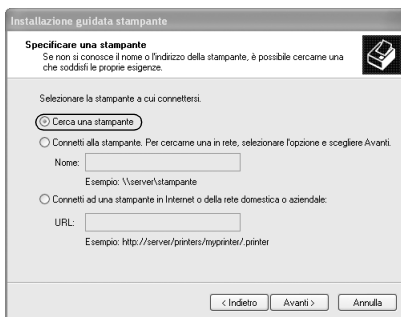 Installazione guidata stampante
Specificare una stampante
Se non si conosce il nome o l'indirizzo della stampante, è possibile cercarne una
che soddisfi le proprie esigenze.
Selezionare la stampante a cui connettersi.
Cerca una stampante
Connetti alla stampante. Per cercarne una in rete, selezionare l'opzione e scegliere Avanti.
Nome:
Esempio: \\server\stampante
Connetti ad una stampante in Internet o della rete domestica o aziendale:
URL:
Esempio: http://server/printers/myprinter/.printer
< Indietro
Avanti >
Annulla